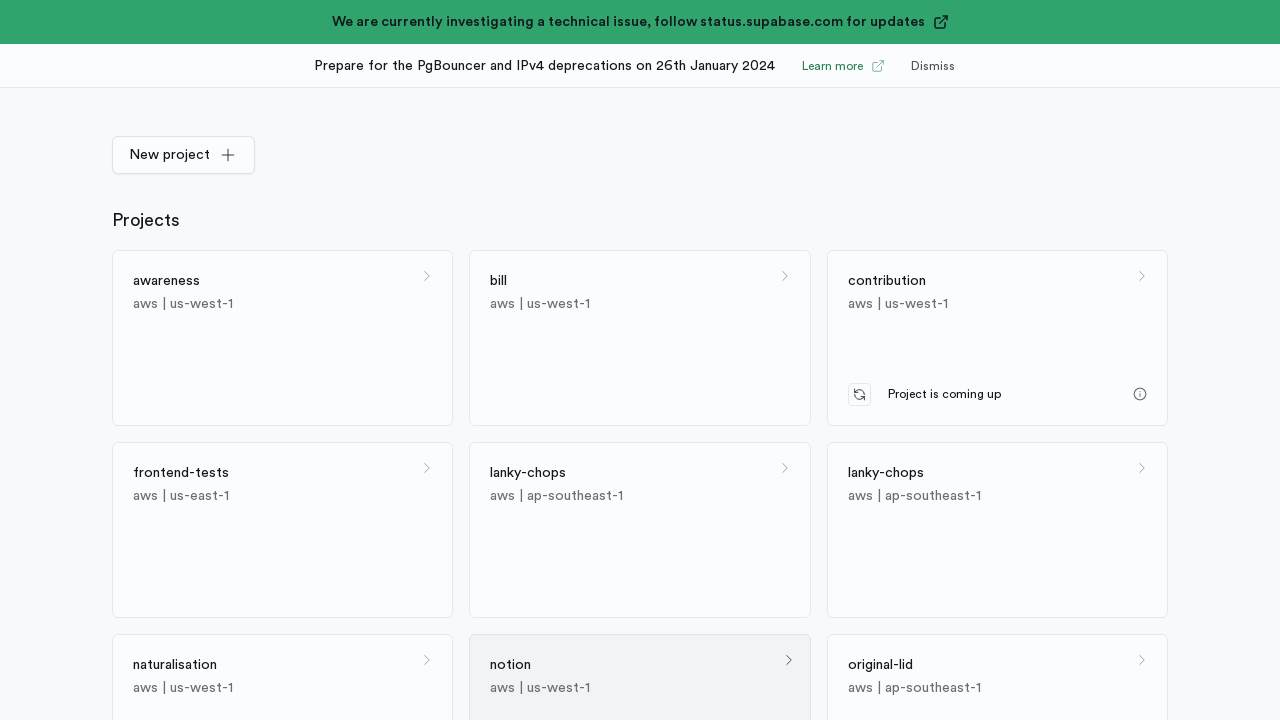 We are currently investigating a technical issue, follow status.supabase.com for updates
Prepare for the PgBouncer and IPv4 deprecations on 26th January 2024 Learn more Dismiss
New project
Projects
awareness
aws | us-west-1
bill
aws | us-west-1
contribution
aws | us-west-1
Project is coming up
frontend-tests
aws | us-east-1
lanky-chops
aws | ap-southeast-1
lanky-chops
aws | ap-southeast-1
naturalisation
aws | us-west-1
notion
aws | us-west-1
original-lid
aws | ap-southeast-1